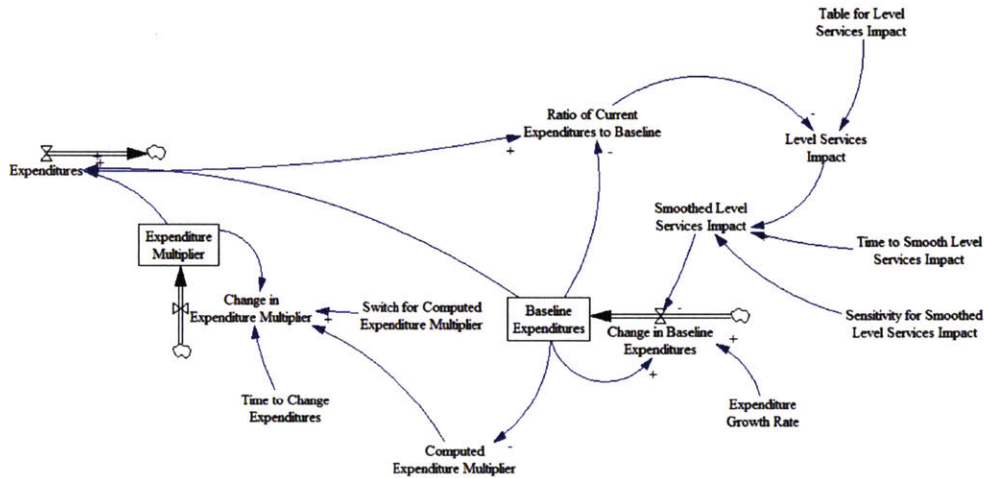 Table for Level
Services Impact
Ratio of Current
Expenditures to Baseline
+
-
-
Level Services
Impact
Expenditures
+
+
Smoothed Level
Services Impact
Expenditure
Multiplier
Time to Smooth Level
Services Impact
Change in
Expenditure Multiplier
+
Switch for Computed
Expenditure Multiplier
Baseline
Expenditures
-
Change in Baseline
Expenditures
+
+
Sensitivity for Smoothed
Level Services Impact
Time to Change
Expenditures
Expenditure
Growth Rate
Computed
Expenditure Multiplier
-